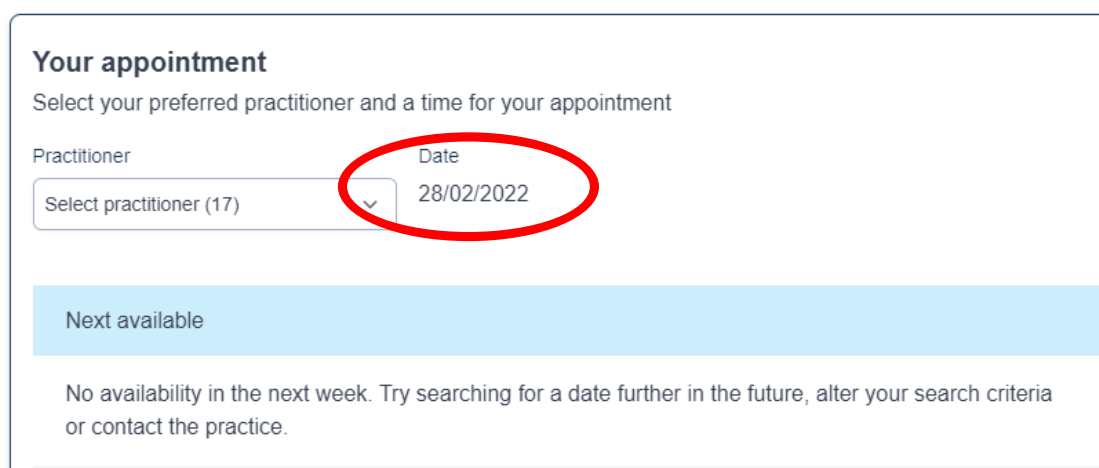 Your appointment
Select your preferred practitioner and a time for your appointment
Practitioner
Date
Select practitioner (17)
28/02/2022
Next available
No availability in the next week. Try searching for a date further in the future, alter your search criteria
or contact the practice.